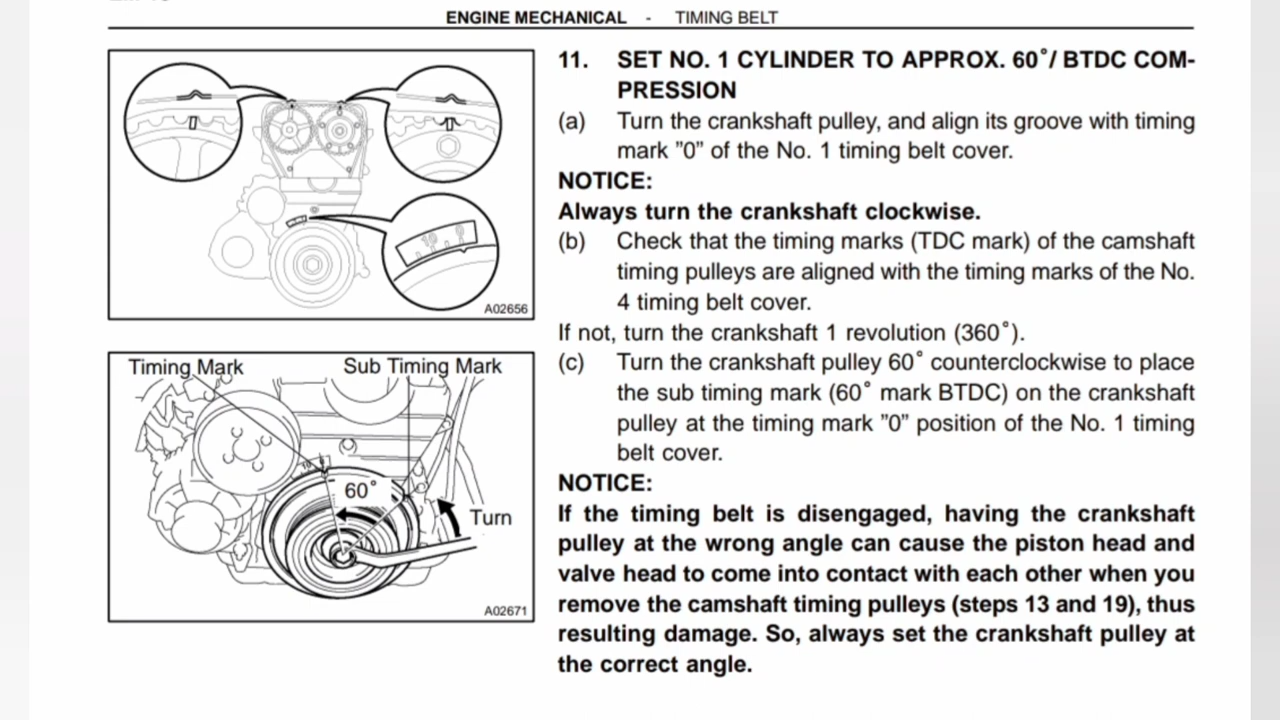 ENGINE MECHANICAL - TIMING BELT
A02656
Timing Mark
Sub Timing Mark
60°
Turn
A02671
11. SET NO. 1 CYLINDER TO APPROX. 60°/ BTDC COM-
PRESSION
(a) Turn the crankshaft pulley, and align its groove with timing
mark ”0” of the No. 1 timing belt cover.
NOTICE:
Always turn the crankshaft clockwise.
(b) Check that the timing marks (TDC mark) of the camshaft
timing pulleys are aligned with the timing marks of the No.
4 timing belt cover.
If not, turn the crankshaft 1 revolution (360°).
(c) Turn the crankshaft pulley 60° counterclockwise to place
the sub timing mark (60° mark BTDC) on the crankshaft
pulley at the timing mark ”0” position of the No. 1 timing
belt cover.
NOTICE:
If the timing belt is disengaged, having the crankshaft
pulley at the wrong angle can cause the piston head and
valve head to come into contact with each other when you
remove the camshaft timing pulleys (steps 13 and 19), thus
resulting damage. So, always set the crankshaft pulley at
the correct angle.